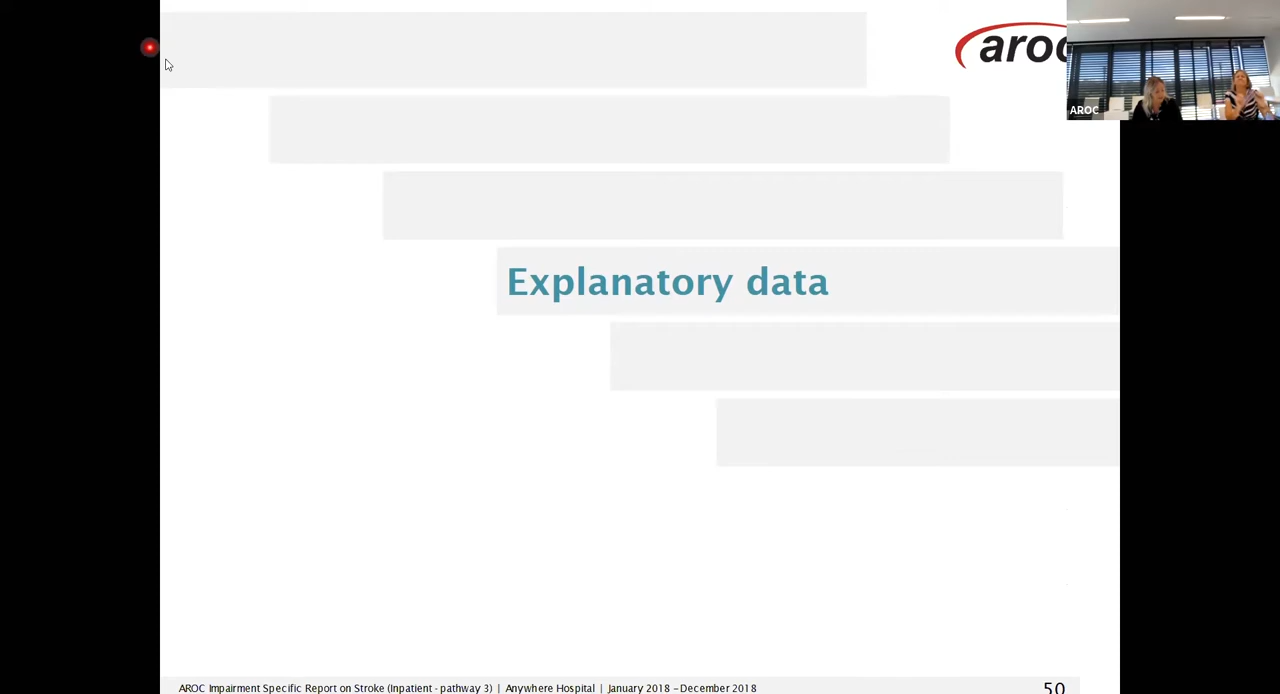 aroc
AROC
Explanatory data
AROC Impairment Specific Report on Stroke (Inpatient - pathway 3) | Anywhere Hospital | January 2018 – December 2018
50